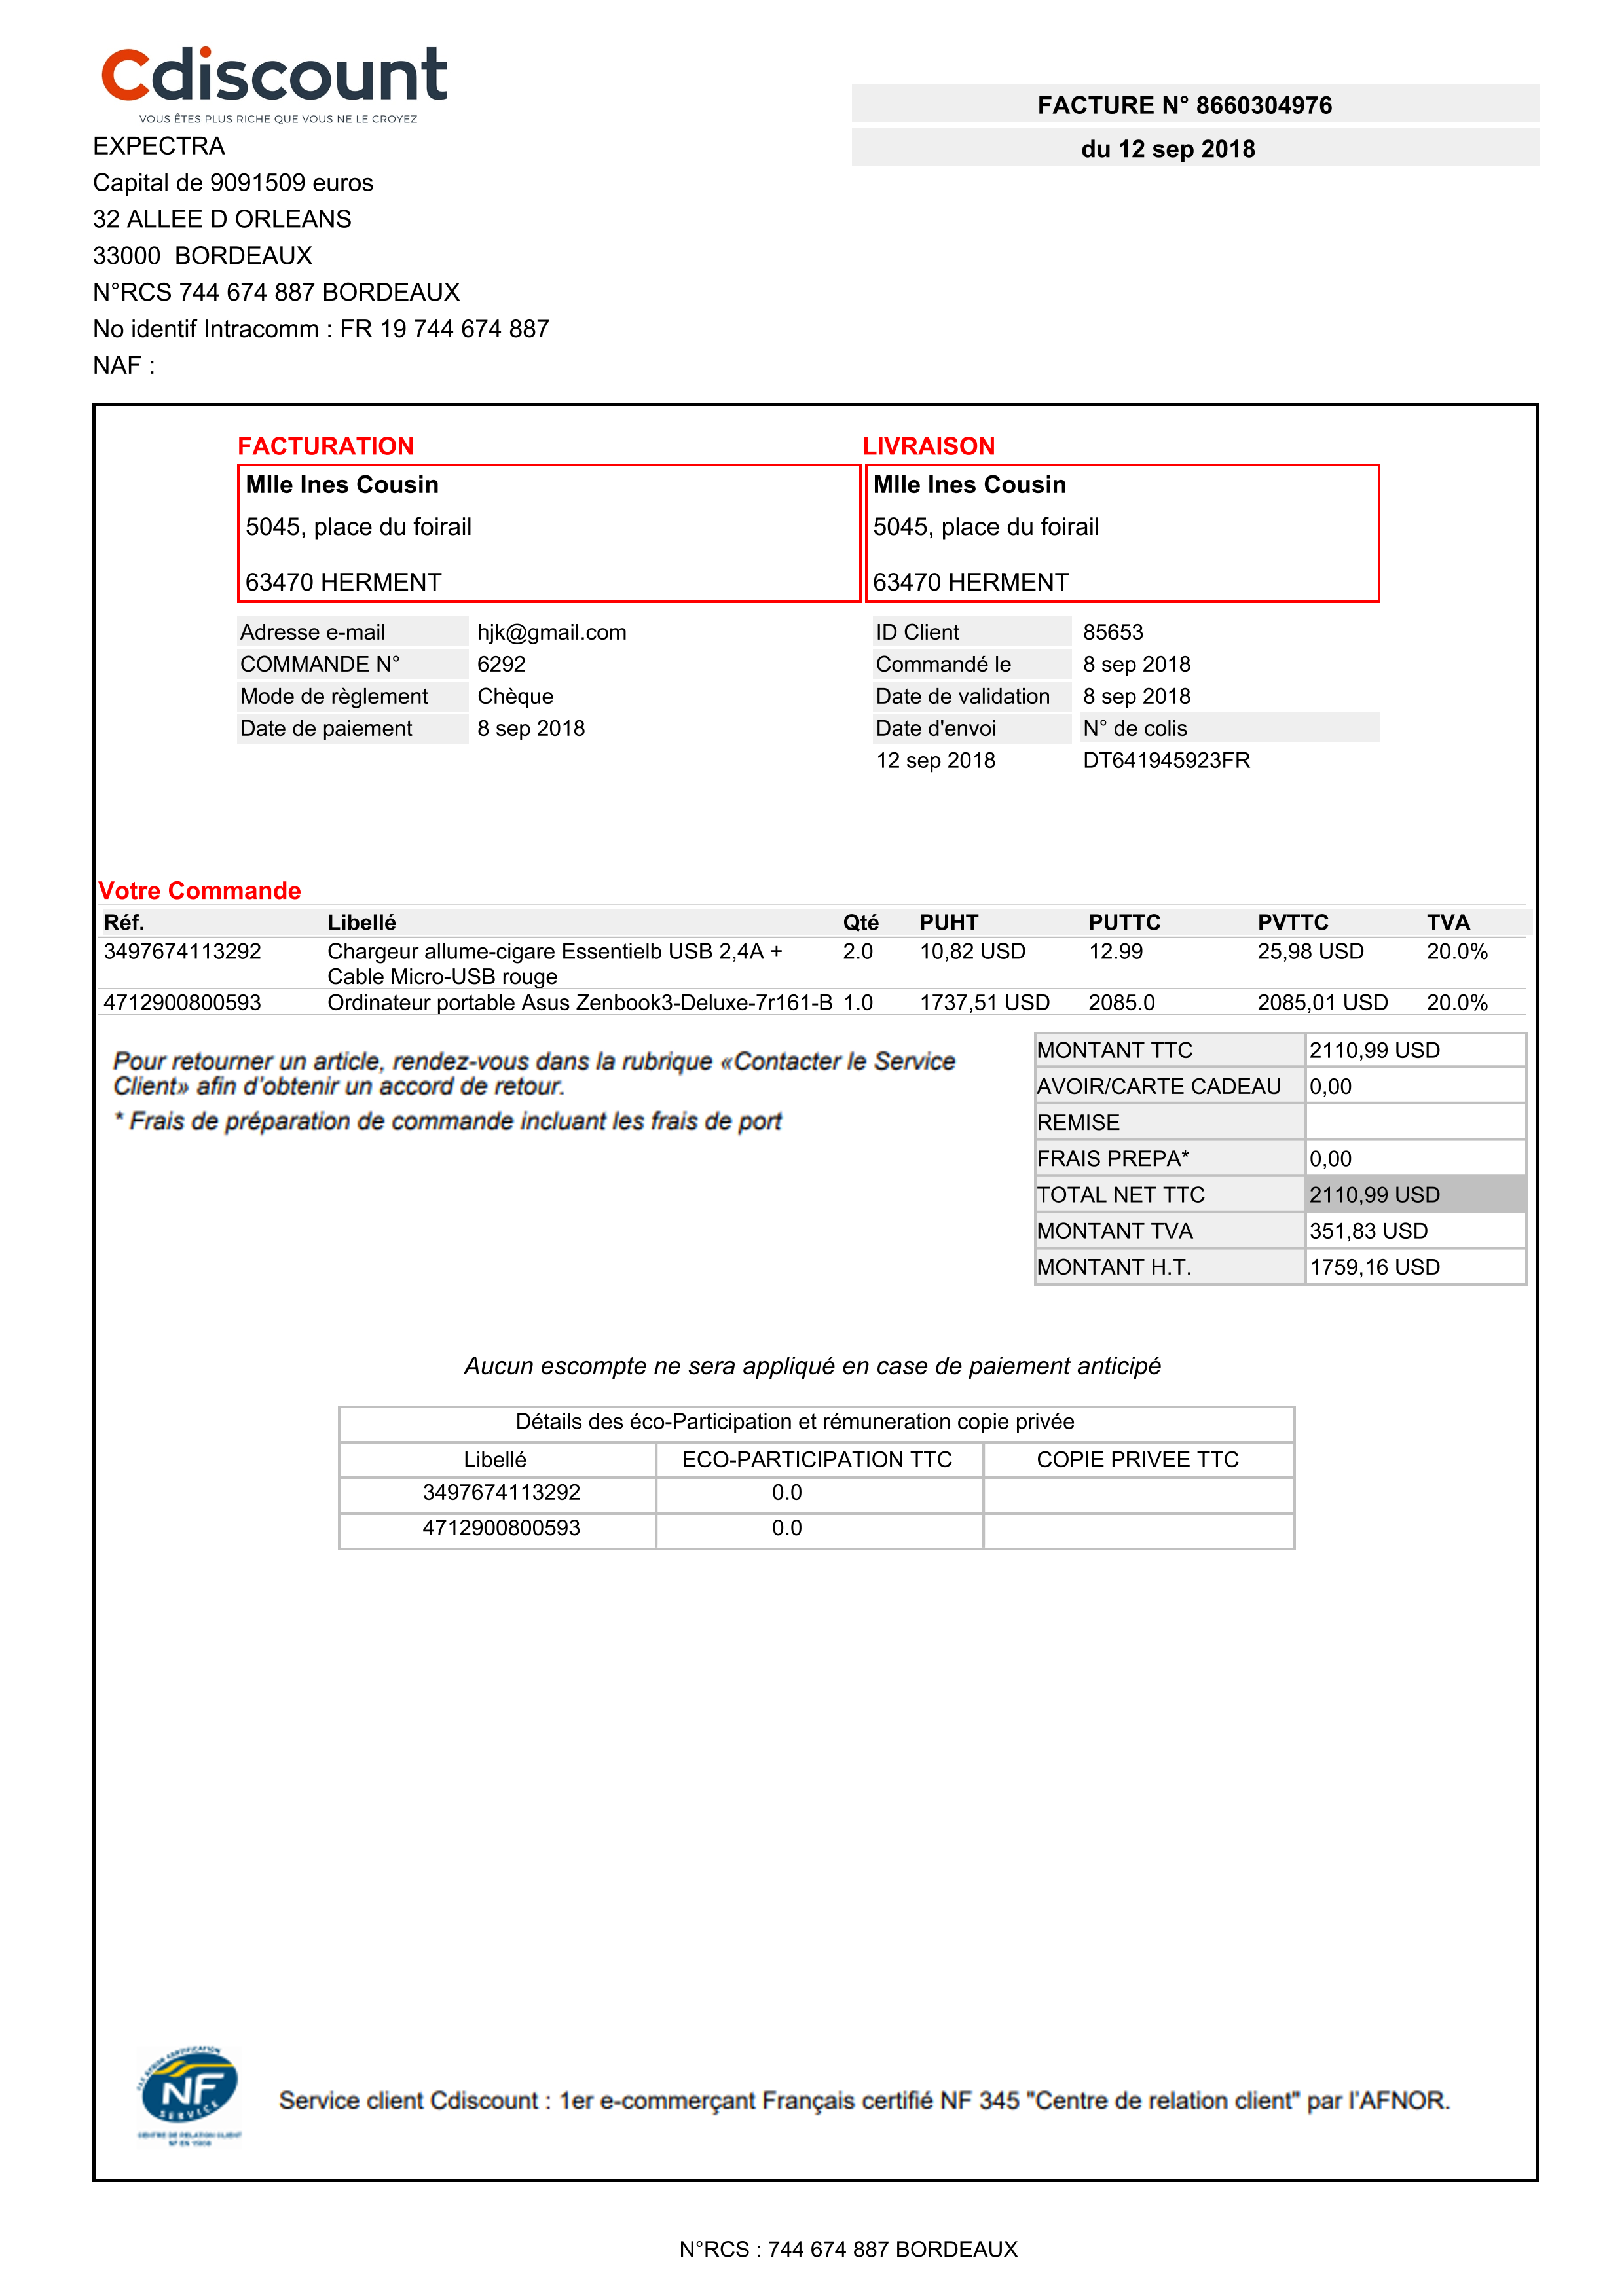 Cdiscount
VOUS ÊTES PLUS RICHE QUE VOUS NE LE CROYEZ
FACTURE N° 8660304976
du 12 sep 2018
EXPECTRA
Capital de 9091509 euros
32 ALLEE D ORLEANS
33000 BORDEAUX
N°RCS 744 674 887 BORDEAUX
No identif Intracomm : FR 19 744 674 887
NAF :
FACTURATION
Mlle Ines Cousin
5045, place du foirail
63470 HERMENT
LIVRAISON
Mlle Ines Cousin
5045, place du foirail
63470 HERMENT
Adresse e-mail hjk@gmail.com
COMMANDE N° 6292
Mode de règlement Chèque
Date de paiement 8 sep 2018
ID Client 85653
Commandé le 8 sep 2018
Date de validation 8 sep 2018
Date d'envoi N° de colis
12 sep 2018 DT641945923FR
Votre Commande
Réf. Libellé Qté PUHT PUTTC PVTTC TVA
3497674113292 Chargeur allume-cigare Essentielb USB 2,4A + 2.0 10,82 USD 12.99 25,98 USD 20.0%
Cable Micro-USB rouge
4712900800593 Ordinateur portable Asus Zenbook3-Deluxe-7r161-B 1.0 1737,51 USD 2085.0 2085,01 USD 20.0%
Pour retourner un article, rendez-vous dans la rubrique «Contacter le Service
Client» afin d'obtenir un accord de retour.
* Frais de préparation de commande incluant les frais de port
MONTANT TTC 2110,99 USD
AVOIR/CARTE CADEAU 0,00
REMISE
FRAIS PREPA* 0,00
TOTAL NET TTC 2110,99 USD
MONTANT TVA 351,83 USD
MONTANT H.T. 1759,16 USD
Aucun escompte ne sera appliqué en case de paiement anticipé
Détails des éco-Participation et rémuneration copie privée
Libellé ECO-PARTICIPATION TTC COPIE PRIVEE TTC
3497674113292 0.0
4712900800593 0.0
NF
SERVICE
CENTRE DE RELATION CLIENT
Service client Cdiscount : 1er e-commerçant Français certifié NF 345 "Centre de relation client" par l'AFNOR.
N°RCS : 744 674 887 BORDEAUX